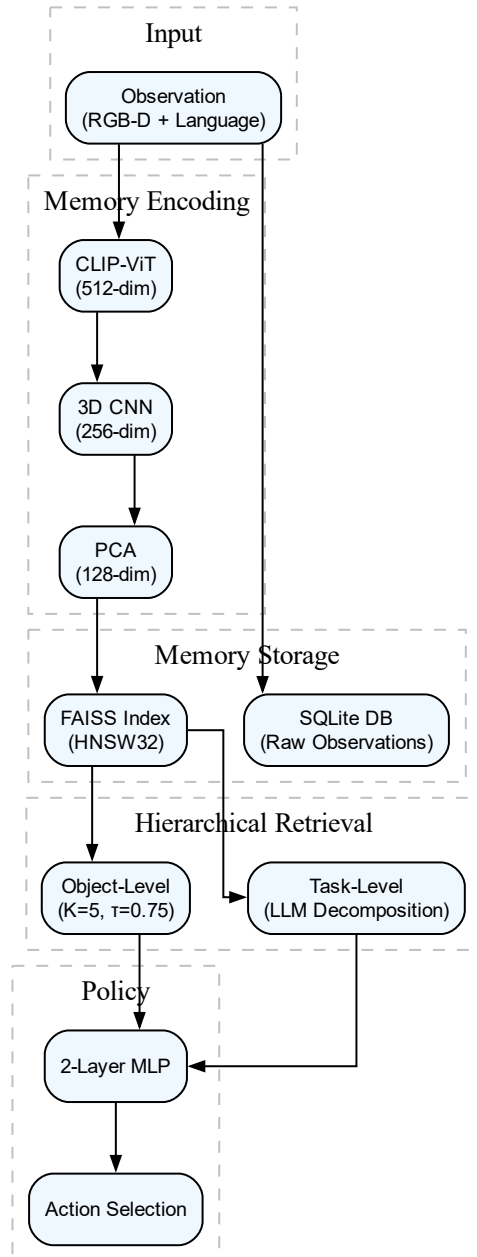 Input
Observation
(RGB-D + Language)
Memory Encoding
CLIP-ViT
(512-dim)
3D CNN
(256-dim)
PCA
(128-dim)
Memory Storage
FAISS Index
(HNSW32)
SQLite DB
(Raw Observations)
Hierarchical Retrieval
Object-Level
(K=5, τ=0.75)
Task-Level
(LLM Decomposition)
Policy
2-Layer MLP
Action Selection